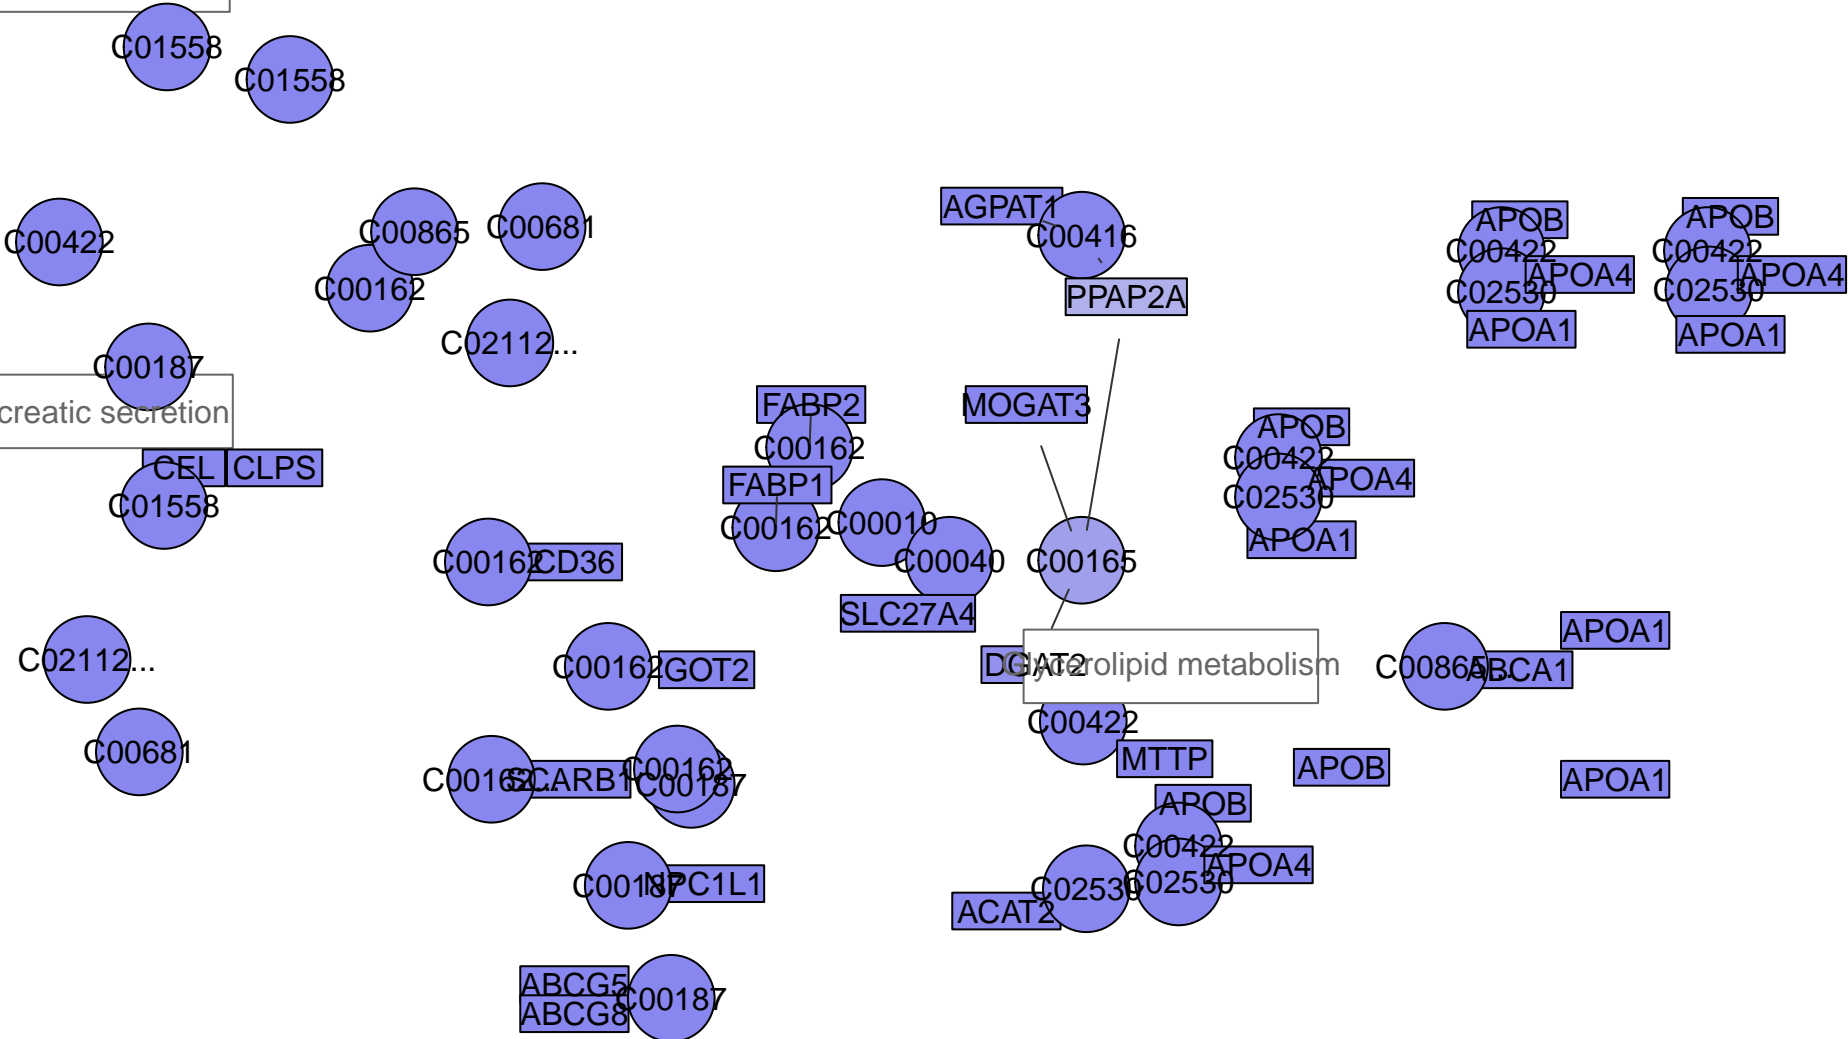 C01558
C01558
AGPAT1
C00416
C00422
C00865
C00681
C00162
C02112...
PPAP2A
APOB
C00422
APOA4
C02530
APOA1
APOB
C00422
APOA4
C02530
APOA1
C00187
creatic secretion
CEL
CLPS
C01558
FABP2
C00162
FABP1
C00162
C00010
C00040
SLC27A4
MOGAT3
C00165
APOB
C00422
APOA4
C02530
APOA1
C00162
CD36
C02112...
C00681
C00162
GOT2
DGAT2
Glycerolipid metabolism
C00422
MTTP
C00865...
ABCA1
APOA1
APOB
APOA1
C00162...
SCARB1
C00162
C00187
APOB
C00422
APOA4
C02530
C02530
ACAT2
C00187
NPC1L1
ABCG5
ABCG8
C00187